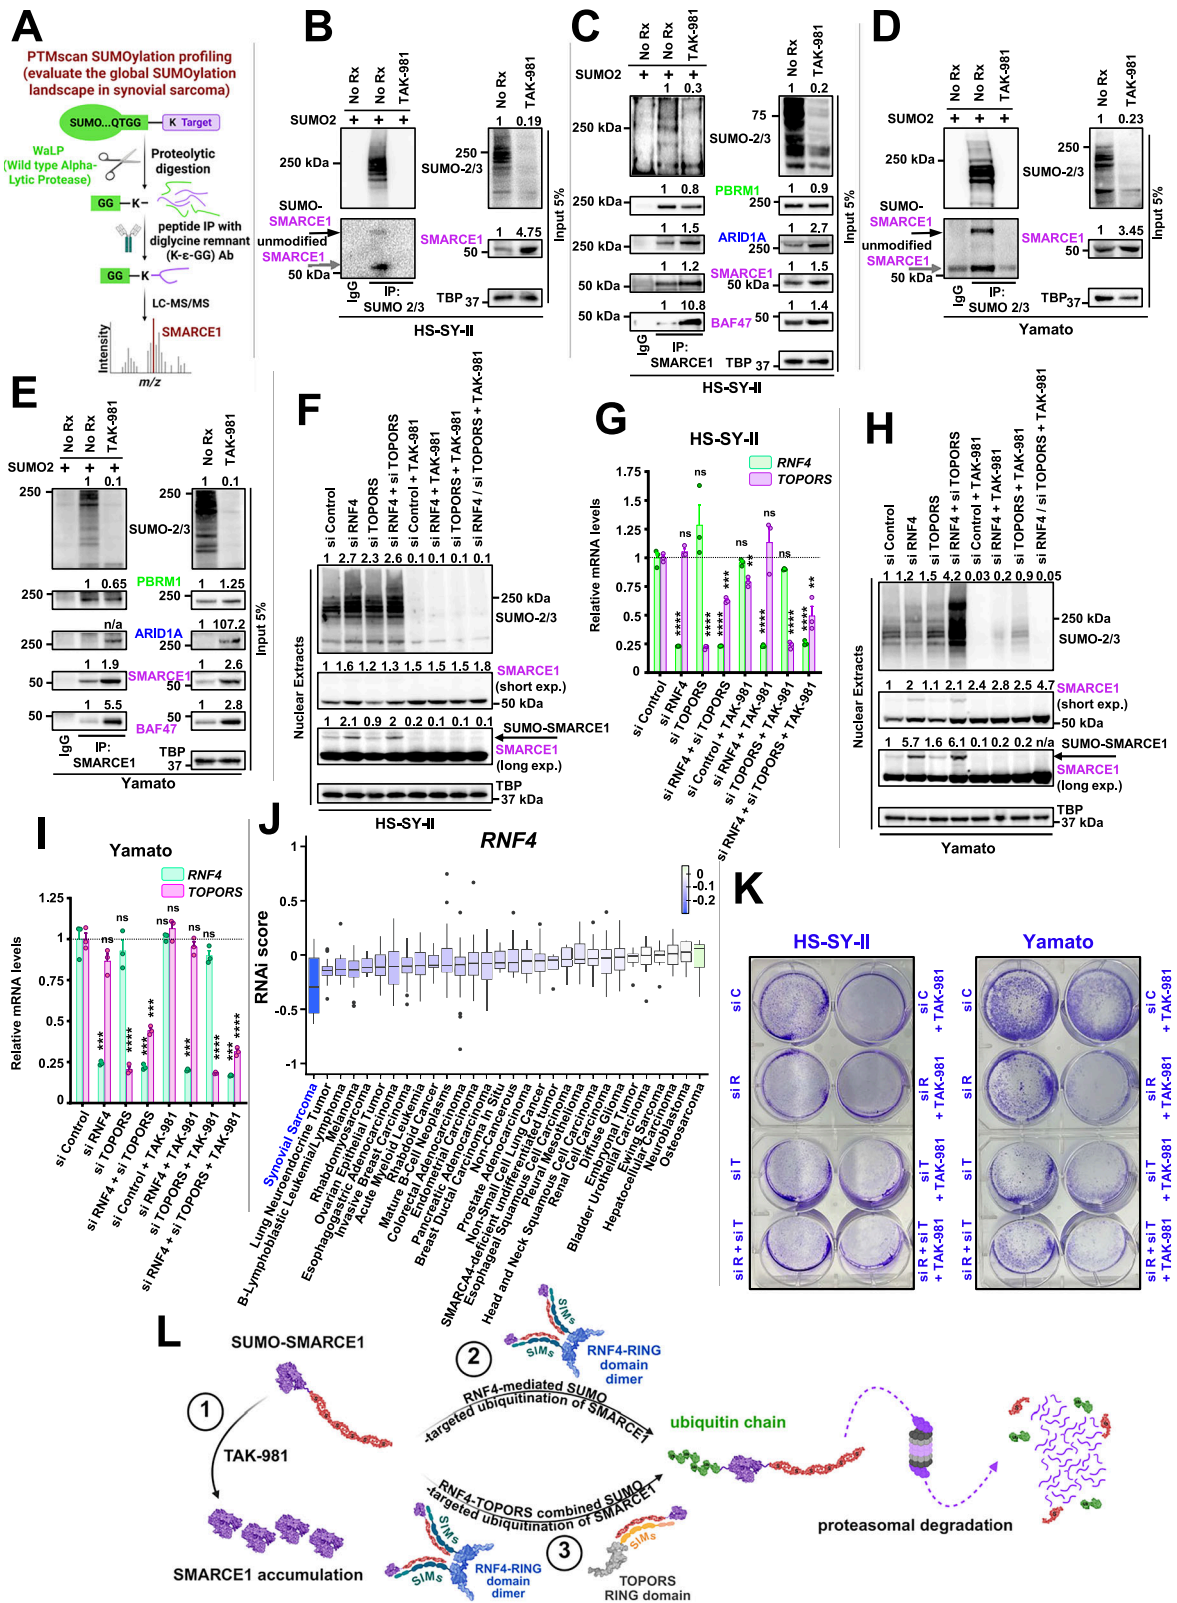 A
PTMscan SUMOylation profiling
(evaluate the global SUMOylation
landscape in synovial sarcoma)
SUMO...QTGG
K Target
WaLP
(Wild type Alpha-
Lytic Protease)
Proteolytic
digestion
GG
K
peptide IP with
diglycine remnant
(K-ε-GG) Ab
GG
K
LC-MS/MS
SMARCE1
Intensity
m/z
B
No Rx
No Rx
TAK-981
SUMO2 + + +
250 kDa
SUMO-
SMARCE1
unmodified
SMARCE1
50 kDa
IgG
IP:
SUMO 2/3
No Rx
TAK-981
1 0.19
250
SUMO-2/3
1 4.75
SMARCE1
50
TBP
37
Input 5%
HS-SY-II
C
No Rx
No Rx
TAK-981
SUMO2 + + +
1 0.3
250 kDa
1 0.8
250 kDa
1 1.5
250 kDa
1 1.2
50 kDa
1 10.8
50 kDa
IgG
IP:
SMARCE1
No Rx
TAK-981
1 0.2
75
SUMO-2/3
PBRM1
1 0.9
250
ARID1A
1 2.7
250
SMARCE1
1 1.5
50 kDa
BAF47
1 1.4
50
TBP
37
Input 5%
HS-SY-II
D
No Rx
No Rx
TAK-981
SUMO2 + + +
250 kDa
SUMO-
SMARCE1
unmodified
SMARCE1
50 kDa
IgG
IP:
SUMO 2/3
No Rx
TAK-981
1 0.23
250
SUMO-2/3
1 3.45
SMARCE1
50
TBP
37
Input 5%
Yamato
E
No Rx
No Rx
TAK-981
SUMO2 + + +
1 0.1
250
1 0.65
250
n/a
250
1 1.9
50
1 5.5
50
IgG
IP:
SMARCE1
No Rx
TAK-981
1 0.1
250
SUMO-2/3
PBRM1
1 1.25
250
ARID1A
1 107.2
250
SMARCE1
1 2.6
50
BAF47
1 2.8
50
TBP
37
Input 5%
Yamato
F
si Control
si RNF4
si TOPORS
si RNF4 + si TOPORS
si Control + TAK-981
si RNF4 + TAK-981
si TOPORS + TAK-981
si RNF4 / si TOPORS + TAK-981
1 2.7 2.3 2.6 0.1 0.1 0.1 0.1
250 kDa
SUMO-2/3
1 1.6 1.2 1.3 1.5 1.5 1.5 1.8
SMARCE1
(short exp.)
50 kDa
1 2.1 0.9 2 0.2 0.1 0.1 0.1
SUMO-SMARCE1
SMARCE1
(long exp.)
TBP
37 kDa
Nuclear Extracts
HS-SY-II
G
HS-SY-II
RNF4
TOPORS
Relative mRNA levels
1.75
1.5
1.25
1
0.75
0.5
0.25
0
**** ns
ns ****
**** ***
ns **
**** ns
ns ****
**** **
si Control
si RNF4
si TOPORS
si RNF4 + si TOPORS
si Control + TAK-981
si RNF4 + TAK-981
si TOPORS + TAK-981
si RNF4 + si TOPORS + TAK-981
H
si Control
si RNF4
si TOPORS
si RNF4 + si TOPORS
si Control + TAK-981
si RNF4 + TAK-981
si TOPORS + TAK-981
si RNF4 / si TOPORS + TAK-981
1 1.2 1.5 4.2 0.03 0.2 0.9 0.05
250 kDa
SUMO-2/3
1 2 1.1 2.1 2.4 2.8 2.5 4.7
SMARCE1
(short exp.)
50 kDa
1 5.7 1.6 6.1 0.1 0.2 0.2 n/a
SUMO-SMARCE1
SMARCE1
(long exp.)
TBP
37 kDa
Nuclear Extracts
Yamato
I
Yamato
RNF4
TOPORS
Relative mRNA levels
1.25
1
0.75
0.5
0.25
0
*** ns
ns ****
*** ***
ns ns
*** ns
ns ****
*** ****
si Control
si RNF4
si TOPORS
si RNF4 + si TOPORS
si Control + TAK-981
si RNF4 + TAK-981
si TOPORS + TAK-981
si RNF4 + si TOPORS + TAK-981
J
RNF4
0
-0.1
-0.2
RNAi score
1
0.5
0
-0.5
-1
Synovial Sarcoma
Lung Neuroendocrine Tumor
B-Lymphoblastic Leukemia/Lymphoma
Melanoma
Rhabdomyosarcoma
Ovarian Epithelial Tumor
Esophagogastric Adenocarcinoma
Invasive Breast Carcinoma
Acute Myeloid Leukemia
Rhabdoid Cancer
Mature B-Cell Neoplasms
Endometrial Carcinoma
Colorectal Adenocarcinoma
Pancreatic Adenocarcinoma
Breast Ductal Carcinoma In Situ
Non-Cancerous
Prostate Adenocarcinoma
Non-Small Cell Lung Cancer
SMARCA4-deficient undifferentiated tumor
Esophageal Squamous Cell Carcinoma
Pleural Mesothelioma
Head and Neck Squamous Cell Carcinoma
Renal Cell Carcinoma
Diffuse Glioma
Embryonal Tumor
Bladder Urothelial Carcinoma
Ewing Sarcoma
Hepatocellular Carcinoma
Neuroblastoma
Osteosarcoma
K
HS-SY-II
Yamato
si C
si C
+ TAK-981
si R
si R
+ TAK-981
si T
si T
+ TAK-981
si R + si T
si R + si T
+ TAK-981
si C
si C
+ TAK-981
si R
si R
+ TAK-981
si T
si T
+ TAK-981
si R + si T
si R + si T
+ TAK-981
L
SUMO-SMARCE1
1
TAK-981
SMARCE1 accumulation
2
SIMs
SIMs
RNF4-RING
domain
dimer
RNF4-mediated SUMO
-targeted ubiquitination of SMARCE1
RNF4-TOPORS combined SUMO
-targeted ubiquitination of SMARCE1
SIMs
SIMs
RNF4-RING
domain
dimer
3
SIMs
TOPORS
RING domain
ubiquitin chain
proteasomal degradation